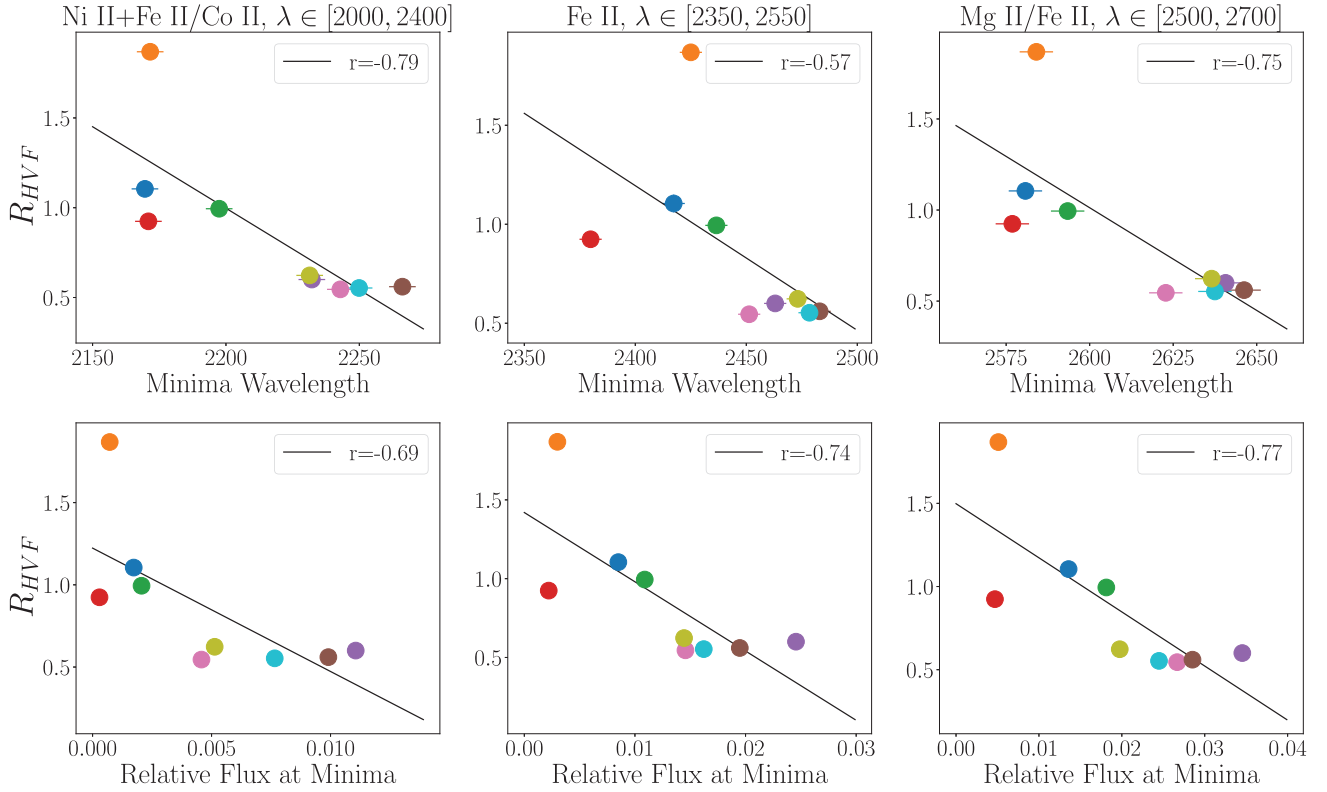 Ni II+Fe II/Co II, λ ∈ [2000, 2400]
Fe II, λ ∈ [2350, 2550]
Mg II/Fe II, λ ∈ [2500, 2700]
r=-0.79
r=-0.57
r=-0.75
R_{HVF}
1.5
1.0
0.5
1.5
1.0
0.5
1.5
1.0
0.5
2150 2200 2250
2350 2400 2450 2500
2575 2600 2625 2650
Minima Wavelength
Minima Wavelength
Minima Wavelength
r=-0.69
r=-0.74
r=-0.77
R_{HVF}
1.5
1.0
0.5
1.5
1.0
0.5
1.5
1.0
0.5
0.000 0.005 0.010
0.00 0.01 0.02 0.03
0.00 0.01 0.02 0.03 0.04
Relative Flux at Minima
Relative Flux at Minima
Relative Flux at Minima